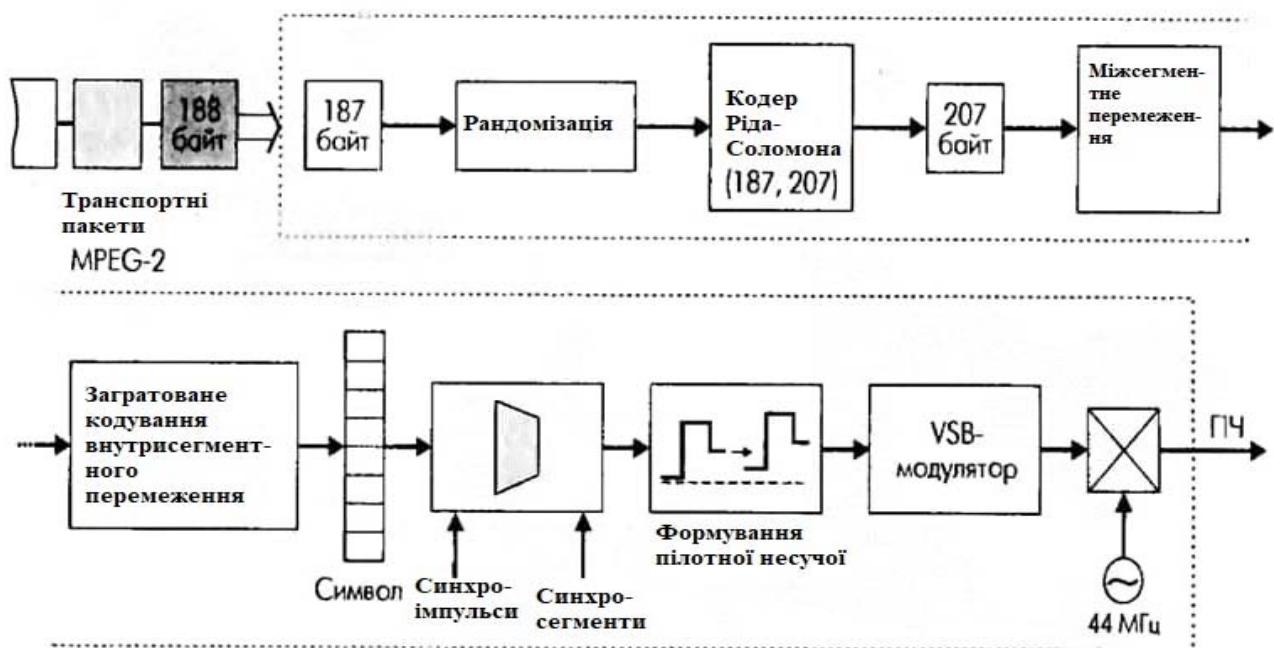 188
байт
187
байт
Рандомізація
Кодер
Ріда-
Соломона
(187, 207)
207
байт
Міжсегмен-
тне
перемежен-
ня
Транспортні
пакети
MPEG-2
Загратоване
кодування
внутрисегмент-
ного
перемеження
Символ
Синхро-
імпульси
Синхро-
сегменти
Формування
пілотної несучої
VSB-
модулятор
44 МГц
ПЧ